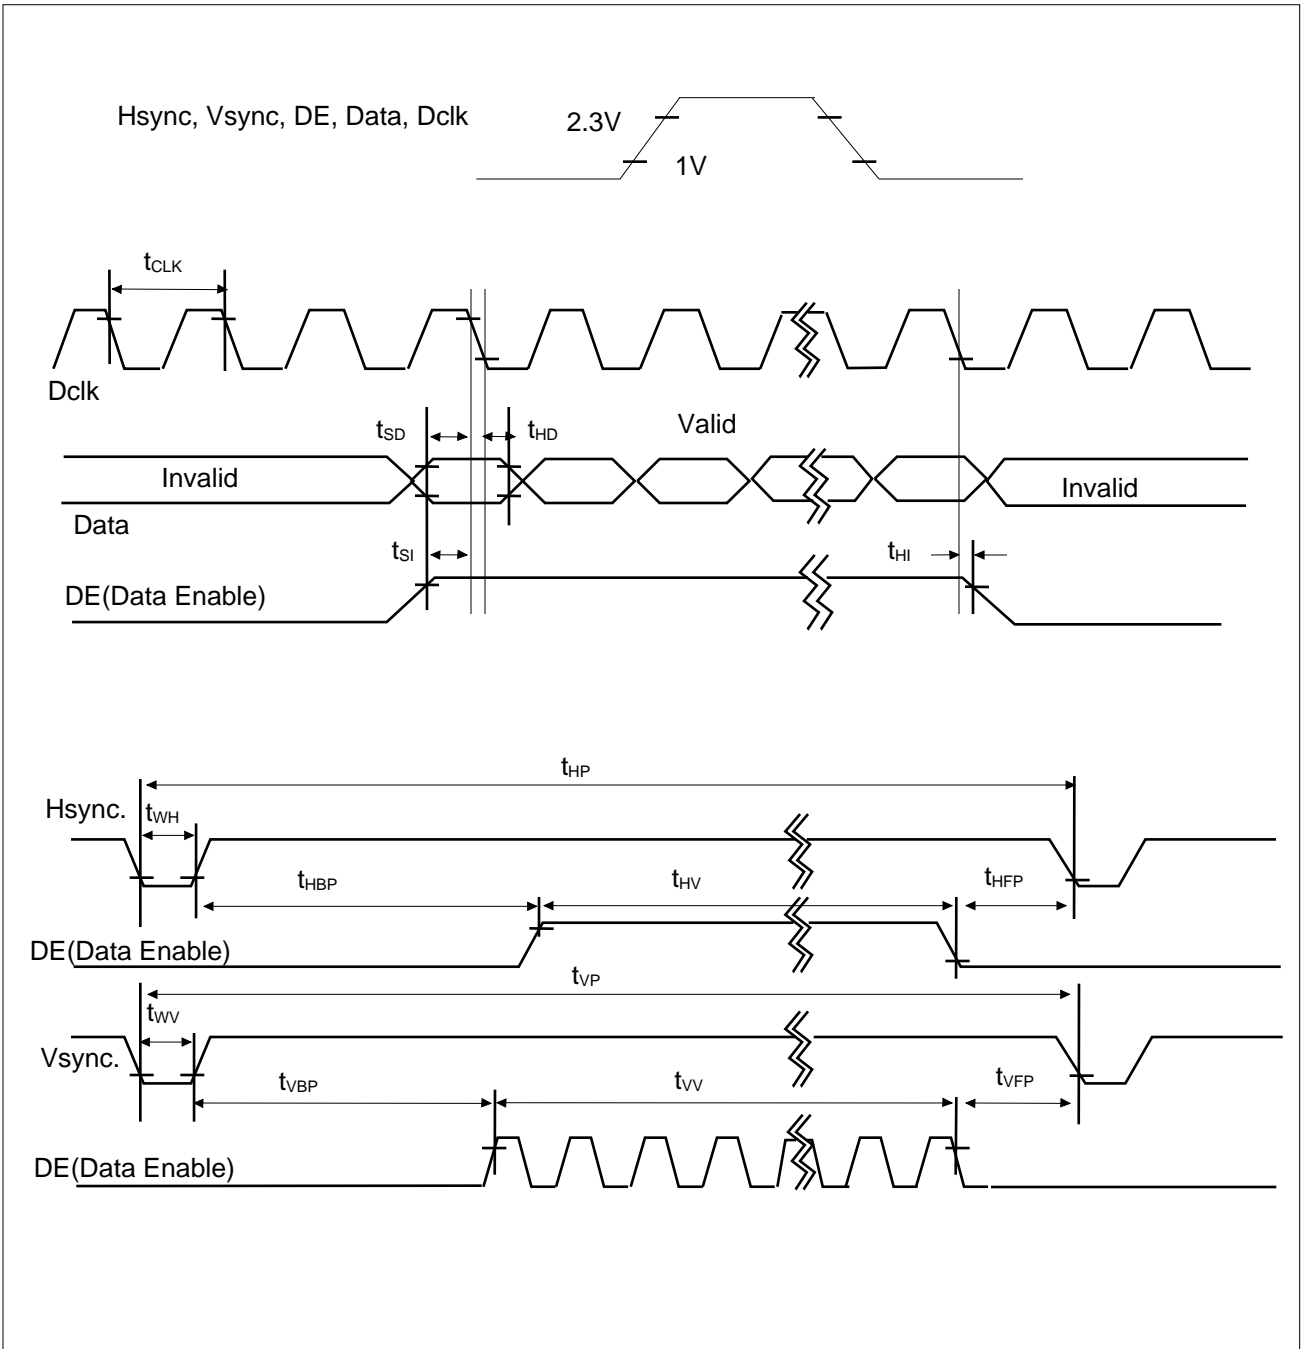 Hsync, Vsync, DE, Data, Dclk
2.3V
1V
tCLK
Dclk
tSD
tHD
Valid
Invalid
Invalid
Data
tSI
tHI
DE(Data Enable)
tHP
Hsync.
tWH
tHBP
tHV
tHFP
DE(Data Enable)
tVP
tWV
Vsync.
tVBP
tVV
tVFP
DE(Data Enable)